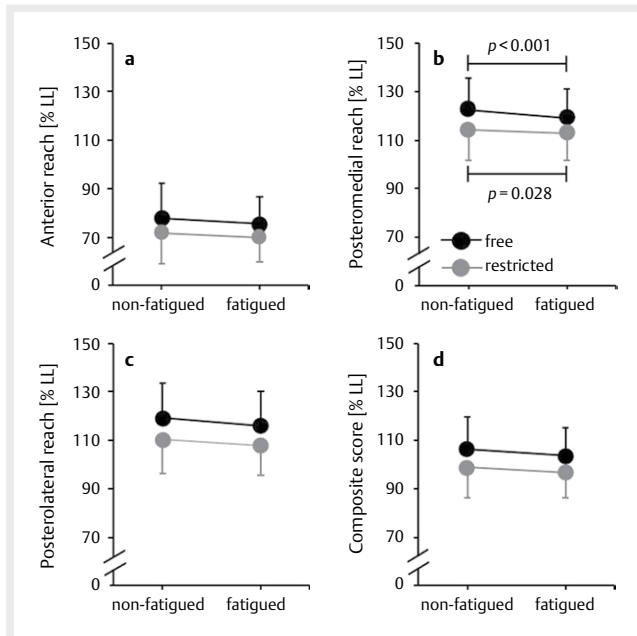 a
Anterior reach [% LL]
150
130
110
90
70
0
non-fatigued fatigued
b
Posteromedial reach [% LL]
150
130
110
90
70
0
p < 0.001
p = 0.028
free
restricted
non-fatigued fatigued
c
Posterolateral reach [% LL]
150
130
110
90
70
0
non-fatigued fatigued
d
Composite score [% LL]
150
130
110
90
70
0
non-fatigued fatigued